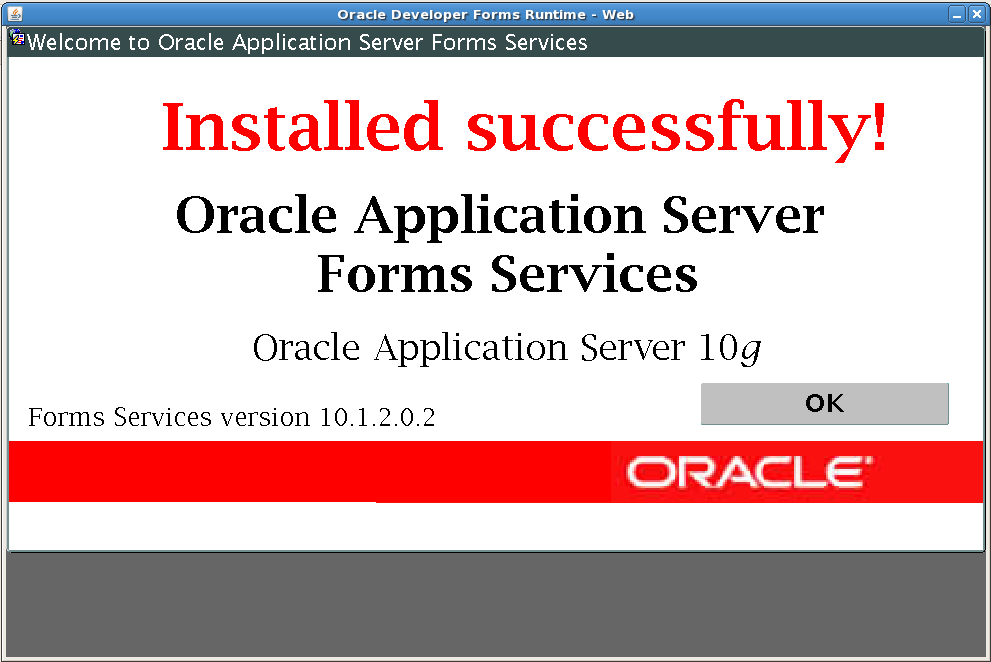 Oracle Developer Forms Runtime - Web
Welcome to Oracle Application Server Forms Services
Installed successfully!
Oracle Application Server
Forms Services
Oracle Application Server 10g
OK
Forms Services version 10.1.2.0.2
ORACLE